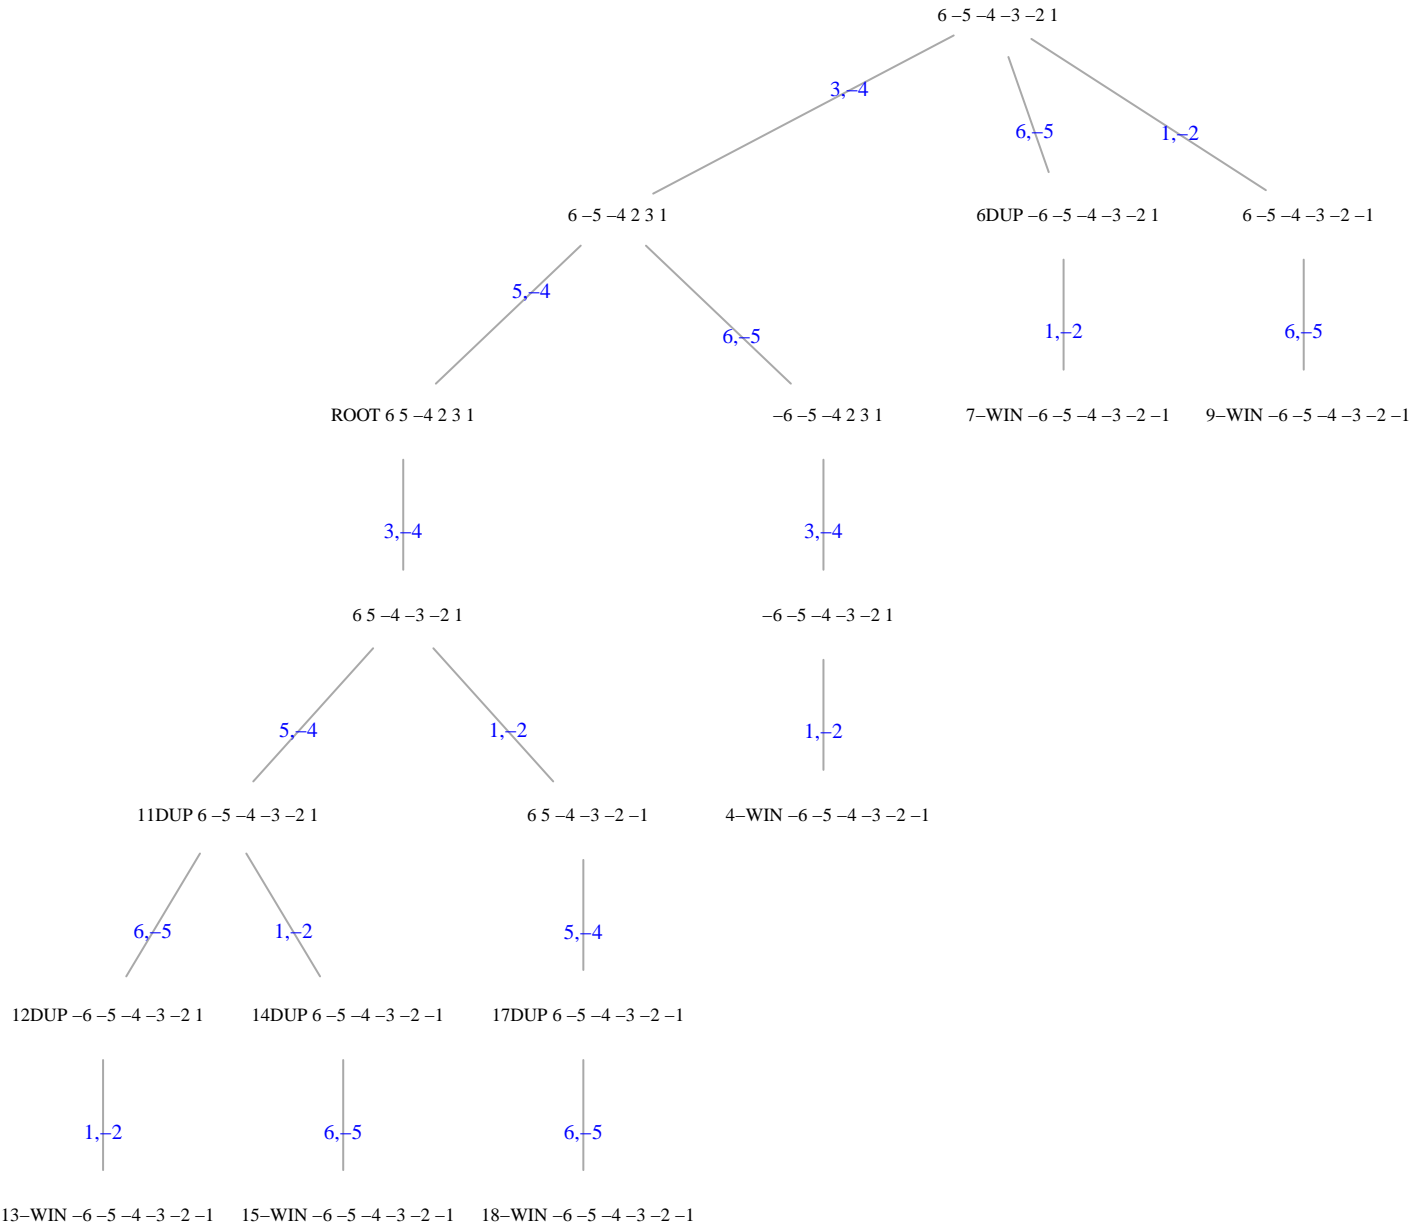 6 –5 –4 –3 –2 1
3,–4
6,–5
1,–2
6 –5 –4 2 3 1
6DUP –6 –5 –4 –3 –2 1
6 –5 –4 –3 –2 –1
5,–4
6,–5
1,–2
6,–5
ROOT 6 5 –4 2 3 1
–6 –5 –4 2 3 1
7–WIN –6 –5 –4 –3 –2 –1
9–WIN –6 –5 –4 –3 –2 –1
3,–4
3,–4
6 5 –4 –3 –2 1
–6 –5 –4 –3 –2 1
5,–4
1,–2
1,–2
11DUP 6 –5 –4 –3 –2 1
6 5 –4 –3 –2 –1
4–WIN –6 –5 –4 –3 –2 –1
6,–5
1,–2
5,–4
12DUP –6 –5 –4 –3 –2 1
14DUP 6 –5 –4 –3 –2 –1
17DUP 6 –5 –4 –3 –2 –1
1,–2
6,–5
6,–5
13–WIN –6 –5 –4 –3 –2 –1
15–WIN –6 –5 –4 –3 –2 –1
18–WIN –6 –5 –4 –3 –2 –1